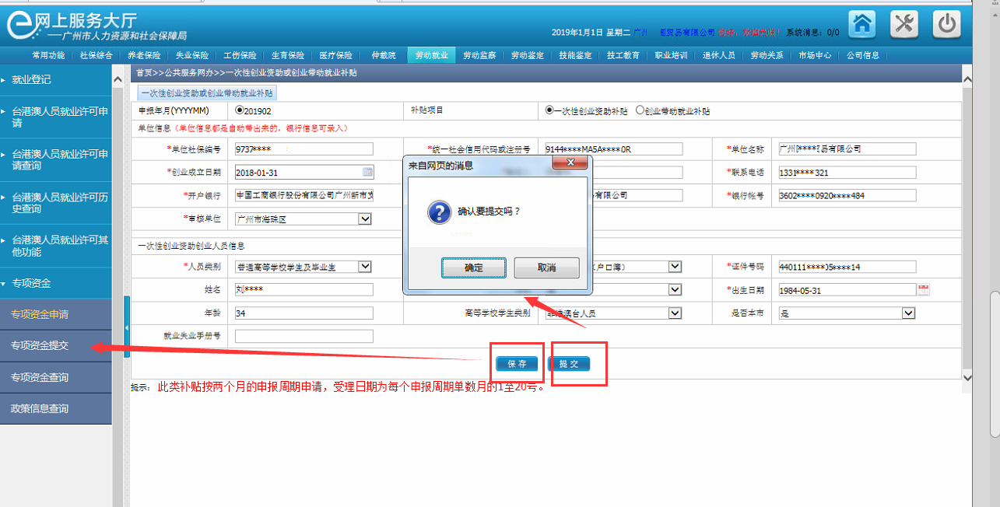 网上服务大厅
——广州市人力资源和社会保障局
2019年1月1日 星期二 广州 贸易有限公司 您好，欢迎光临！ 系统消息：0/0
常用功能 社保综合 养老保险 失业保险 工伤保险 生育保险 医疗保险 仲裁院 劳动就业 劳动监察 劳动鉴定 技能鉴定 技工教育 职业培训 退休人员 劳动关系 市场中心 公司信息
就业登记
台港澳人员就业许可申
请
台港澳人员就业许可申
请查询
台港澳人员就业许可历
史查询
台港澳人员就业许可其
他功能
专项资金
专项资金申请
专项资金提交
专项资金查询
政策信息查询
首页>>公共服务网办>>一次性创业资助或创业带动就业补贴
一次性创业资助或创业带动就业补贴
申报年月(YYYYMM) 201902 补贴项目 一次性创业资助补贴 创业带动就业补贴
单位信息（单位信息都是自动带出来的，银行信息可录入）
*单位社保编号 9737**** *统一社会信用代码或注册号 9144****MA5A****0R *单位名称 广州****贸易有限公司
*创业成立日期 2018-01-31 *联系电话 1331****321
*开户银行 中国工商银行股份有限公司广州新市支 有限公司 *银行帐号 3602****0920****484
*审核单位 广州市海珠区
一次性创业资助创业人员信息
*人员类别 普通高等学校学生及毕业生 （户口簿） *证件号码 440111****05****14
姓名 刘**** *出生日期 1984-05-31
年龄 34 高等学校学生类别 非港澳台人员 是否本市 是
就业失业手册号
来自网页的消息
确认要提交吗？
确定 取消
保存 提交
提示: 此类补贴按两个月的申报周期申请，受理日期为每个申报周期单数月的1至20号。